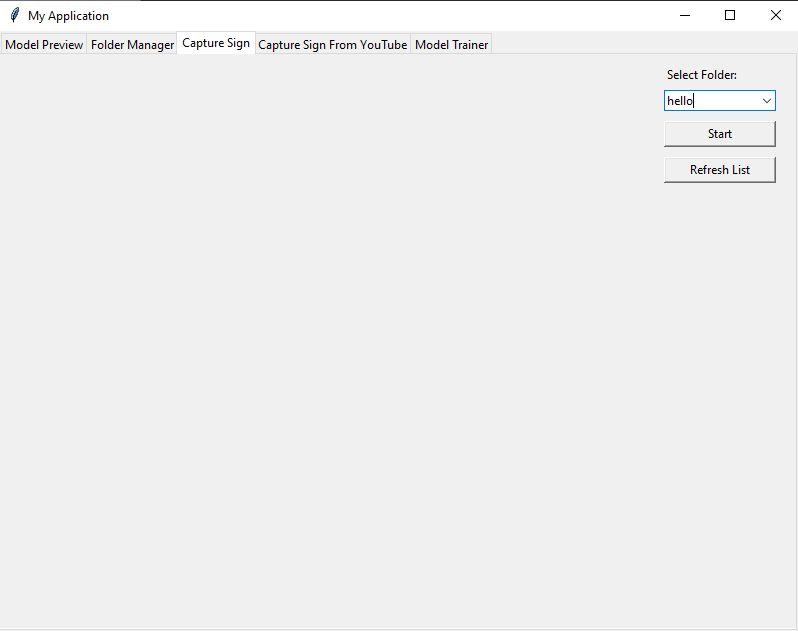 My Application
Model Preview Folder Manager Capture Sign Capture Sign From YouTube Model Trainer
Select Folder:
hello
Start
Refresh List